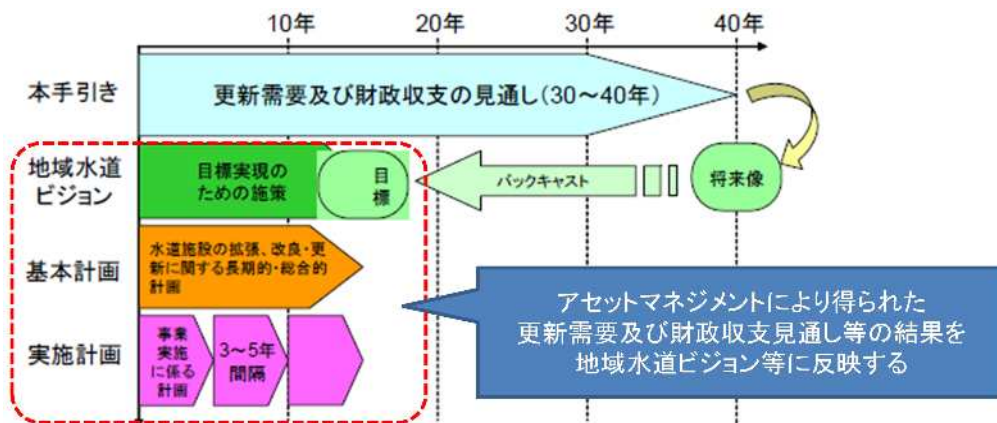 10年
20年
30年
40年
本手引き
更新需要及び財政収支の見通し(30～40年)
地域水道
ビジョン
目標実現の
ための施策
目
標
バックキャスト
将来像
基本計画
水道施設の拡張、改良・更
新に関する長期的・総合的
計画
実施計画
事業
実施
に係る
計画
3～5年
間隔
アセットマネジメントにより得られた
更新需要及び財政収支見通し等の結果を
地域水道ビジョン等に反映する